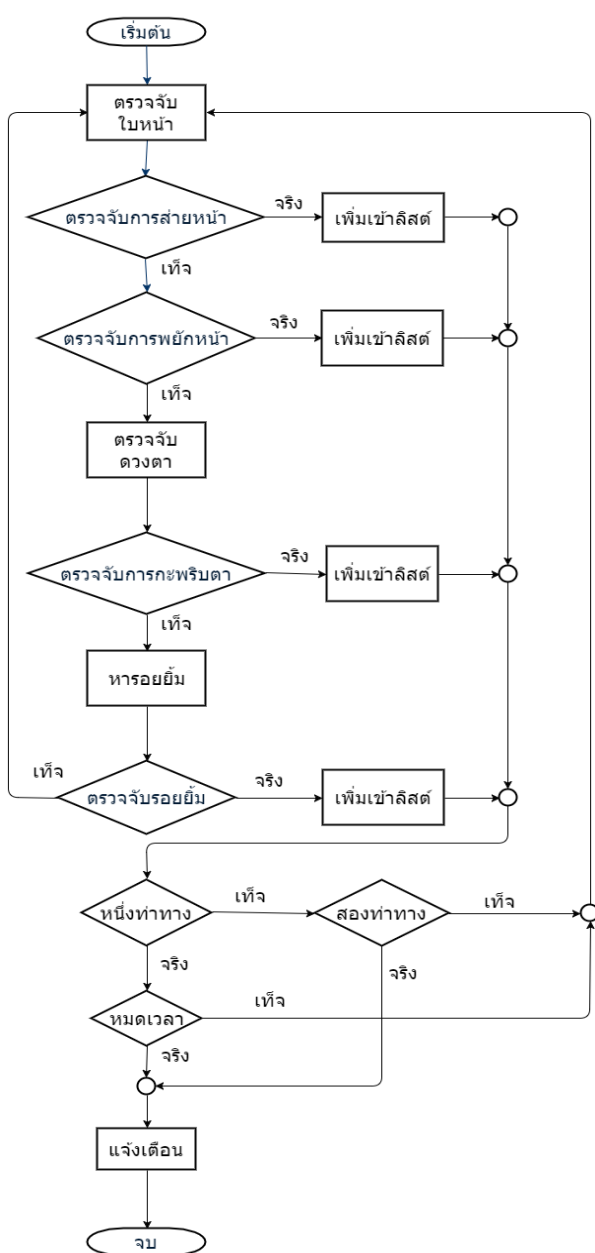 เริ่มต้น
ตรวจจับ
ใบหน้า
ตรวจจับการส่ายหน้า
จริง
เพิ่มเข้าลิสต์
เท็จ
ตรวจจับการพยักหน้า
จริง
เพิ่มเข้าลิสต์
เท็จ
ตรวจจับ
ดวงตา
ตรวจจับการกะพริบตา
จริง
เพิ่มเข้าลิสต์
เท็จ
หารอยยิ้ม
เท็จ
ตรวจจับรอยยิ้ม
จริง
เพิ่มเข้าลิสต์
หนึ่งท่าทาง
เท็จ
สองท่าทาง
เท็จ
จริง
จริง
หมดเวลา
เท็จ
จริง
แจ้งเตือน
จบ